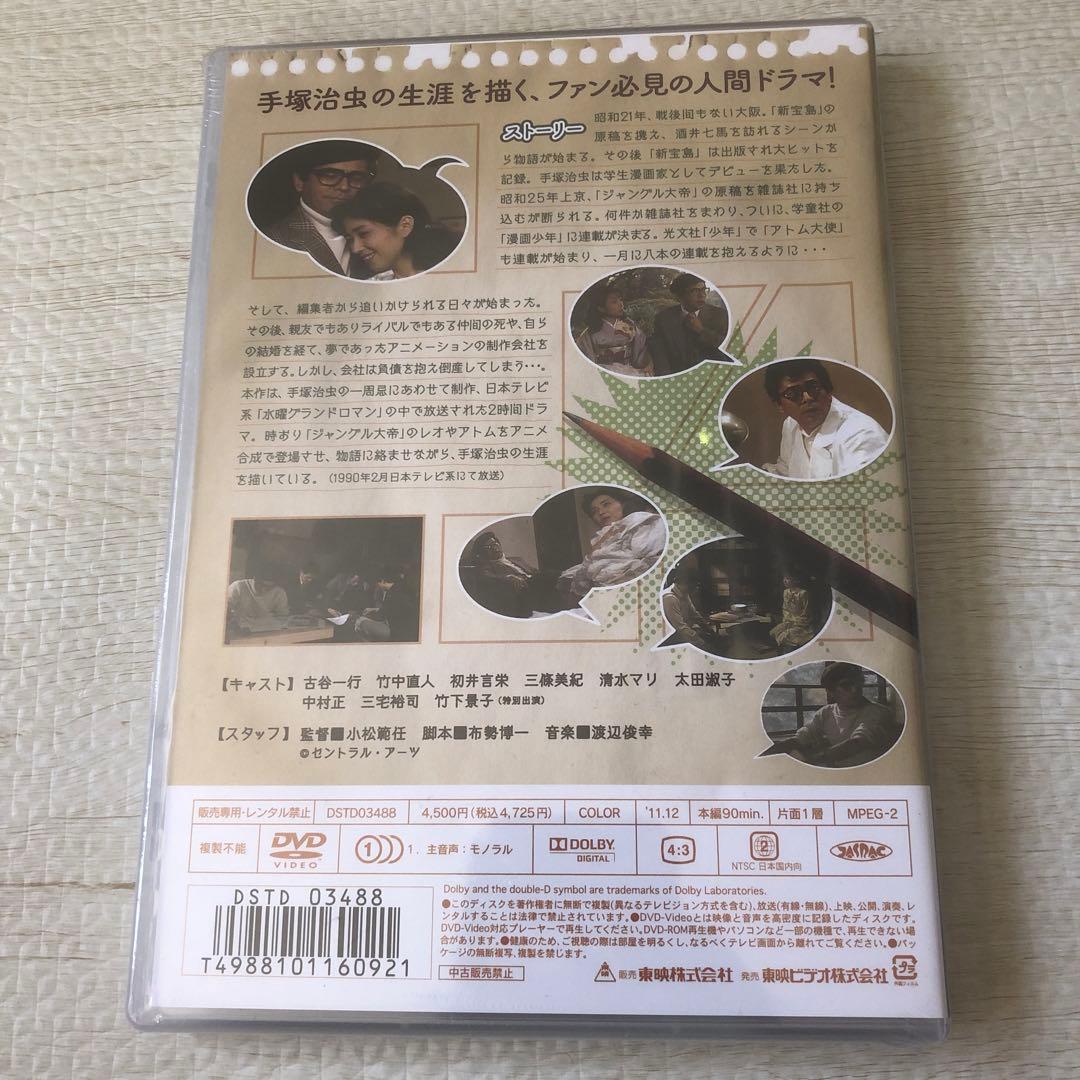 手塚治虫の生涯を描く、ファン必見の人間ドラマ!
ストーリー
昭和21年、戦後間もない大阪。「新宝島」の
原稿を携え、酒井七馬を訪れるシーンか
ら物語が始まる。その後「新宝島」は出版され大ヒットを
記録。手塚治虫は学生漫画家としてデビューを果たした。
昭和25年上京、「ジャングル大帝」の原稿を雑誌社に持ち
込むが断られる。何件か雑誌社をまわり、ついに、学童社の
「漫画少年」に連載が決まる。光文社「少年」で「アトム大使」
も連載が始まり、一月に八本の連載を抱えるように・・・
そして、編集者から追いかけられる日々が始まった。
その後、親友でもありライバルでもある仲間の死や、自ら
の結婚を経て、夢であったアニメーションの制作会社を
設立する。しかし、会社は負債を抱え倒産してしまう・・・。
本作は、手塚治虫の一周忌にあわせて制作、日本テレビ
系「水曜グランドロマン」の中で放送された2時間ドラ
マ。時おり「ジャングル大帝」のレオやアトムをアニメ
合成で登場させ、物語に絡ませながら、手塚治虫の生涯
を描いている。(1990年2月日本テレビ系にて放送)
【キャスト】古谷一行 竹中直人 初井言栄 三條美紀 清水マリ 太田淑子
中村正 三宅裕司 竹下景子(特別出演)
【スタッフ】監督■小松範任 脚本■布勢博一 音楽■渡辺俊幸
©セントラル・アーツ
販売専用・レンタル禁止 DSTD03488 4,500円(税込4,725円) COLOR '11.12 本編90min. 片面1層 MPEG-2
複製不能 DVD VIDEO 1 1. 主音声:モノラル DOLBY DIGITAL 4:3 2 NTSC 日本国内向 JASRAC
DSTD 03488
T4988101160921
Dolby and the double-D symbol are trademarks of Dolby Laboratories.
●このディスクを著作権者に無断で複製(異なるテレビジョン方式を含む)、放送(有線・無線)、上映、公開、演奏、レ
ンタルすることは法律で禁止されています。●DVD-Videoとは映像と音声を高密度に記録したディスクです。
DVD-Video対応プレーヤーで再生してください。DVD-ROM再生機やパソコンなど一部の機種で、再生できない場
合があります。●健康のため、ご視聴の際は部屋を明るくし、なるべくテレビ画面から離れてご覧ください。●パッ
ケージの無断複写、複製を禁じます。
中古販売禁止 販売 東映株式会社 発売 東映ビデオ株式会社 プラ
外装フィルム